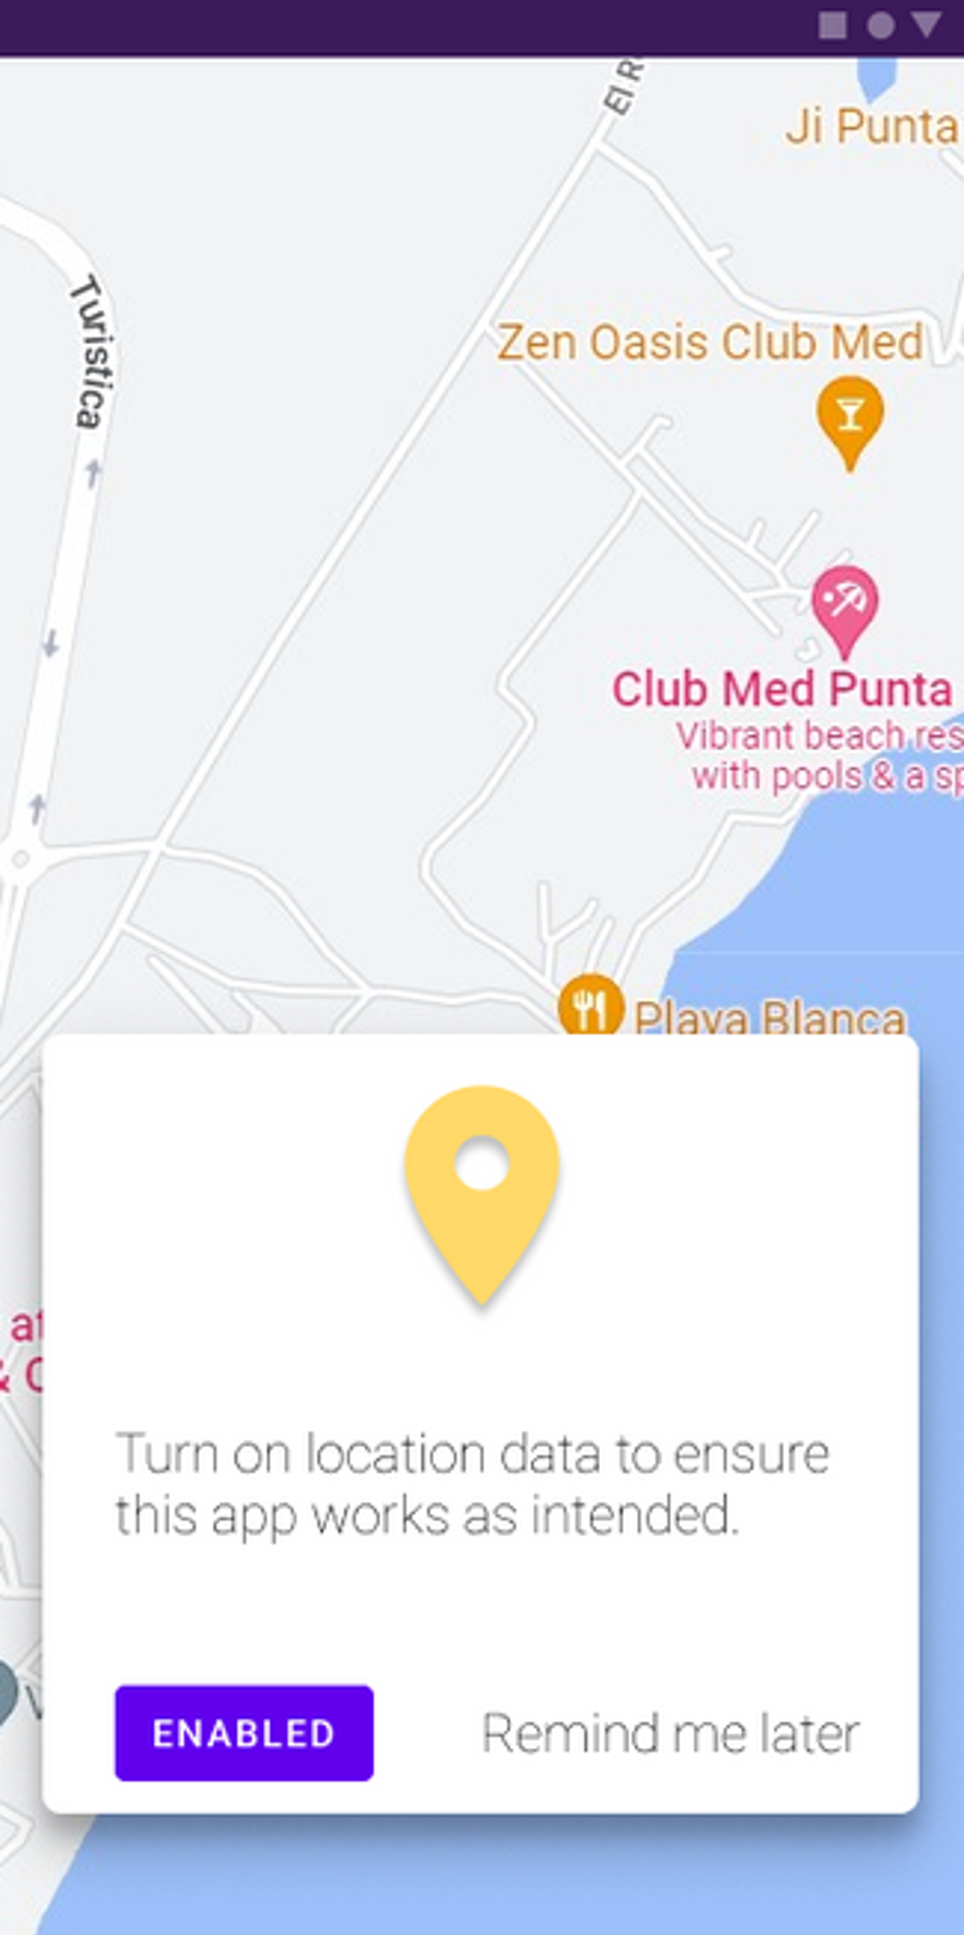 El R
Ji Punta
Turistica
Zen Oasis Club Med
Club Med Punta
Vibrant beach res
with pools & a sp
Playa Blanca
at
& C
Turn on location data to ensure
this app works as intended.
ENABLED
Remind me later